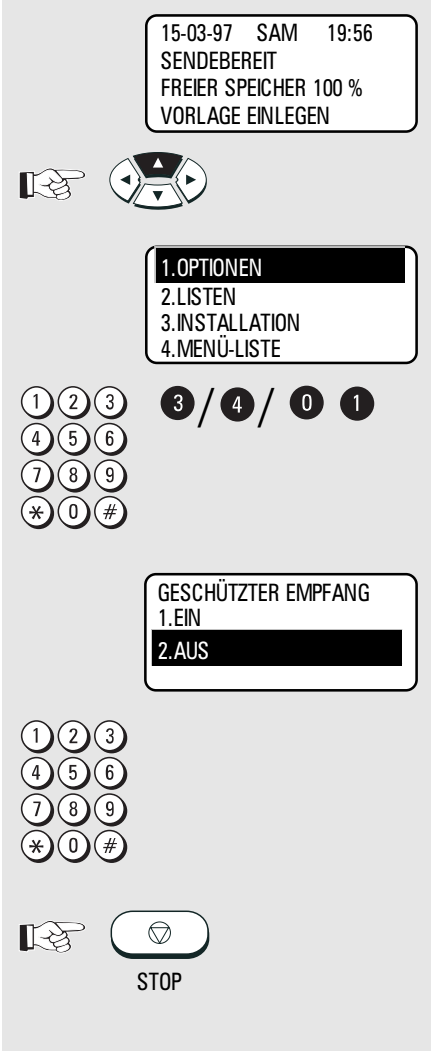 15-03-97 SAM 19:56
SENDEBEREIT
FREIER SPEICHER 100 %
VORLAGE EINLEGEN
1.OPTIONEN
2.LISTEN
3.INSTALLATION
4.MENÜ-LISTE
1 2 3 3 / 4 / 0 1
4 5 6
7 8 9
* 0 #
GESCHÜTZTER EMPFANG
1.EIN
2.AUS
1 2 3
4 5 6
7 8 9
* 0 #
STOP